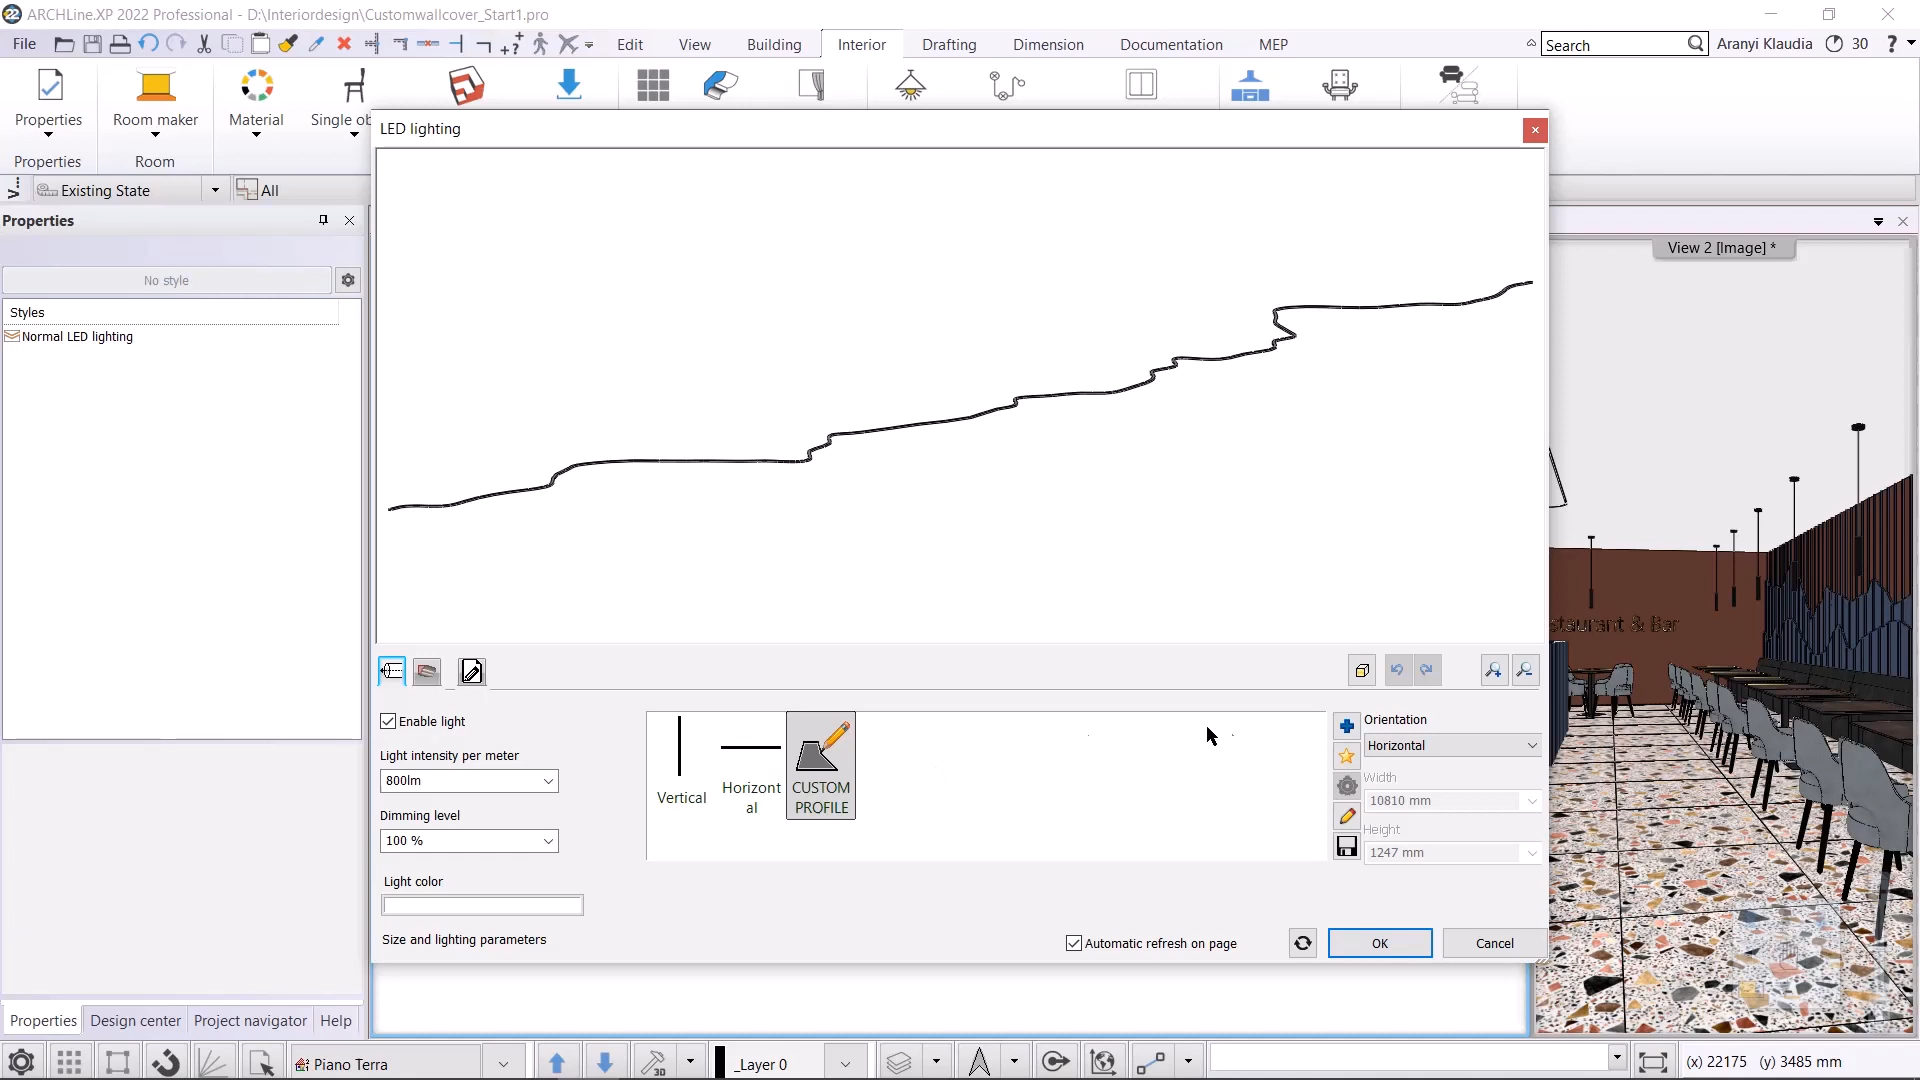 ARCHLine.XP 2022 Professional - D:\Interiordesign\Customwallcover_Start1.pro
File
Edit
View
Building
Interior
Drafting
Dimension
Documentation
MEP
Search
Aranyi Klaudia
30
?
Properties
Room maker
Material
Single ob
Properties
Room
Existing State
All
LED lighting
Properties
No style
Styles
Normal LED lighting
View 2 [Image] *
staurant & Bar
Enable light
Light intensity per meter
800lm
Dimming level
100 %
Light color
Size and lighting parameters
Vertical
Horizont
al
CUSTOM
PROFILE
Orientation
Horizontal
Width
10810 mm
Height
1247 mm
Automatic refresh on page
OK
Cancel
Properties
Design center
Project navigator
Help
Piano Terra
3D
_Layer 0
(x) 22175 (y) 3485 mm